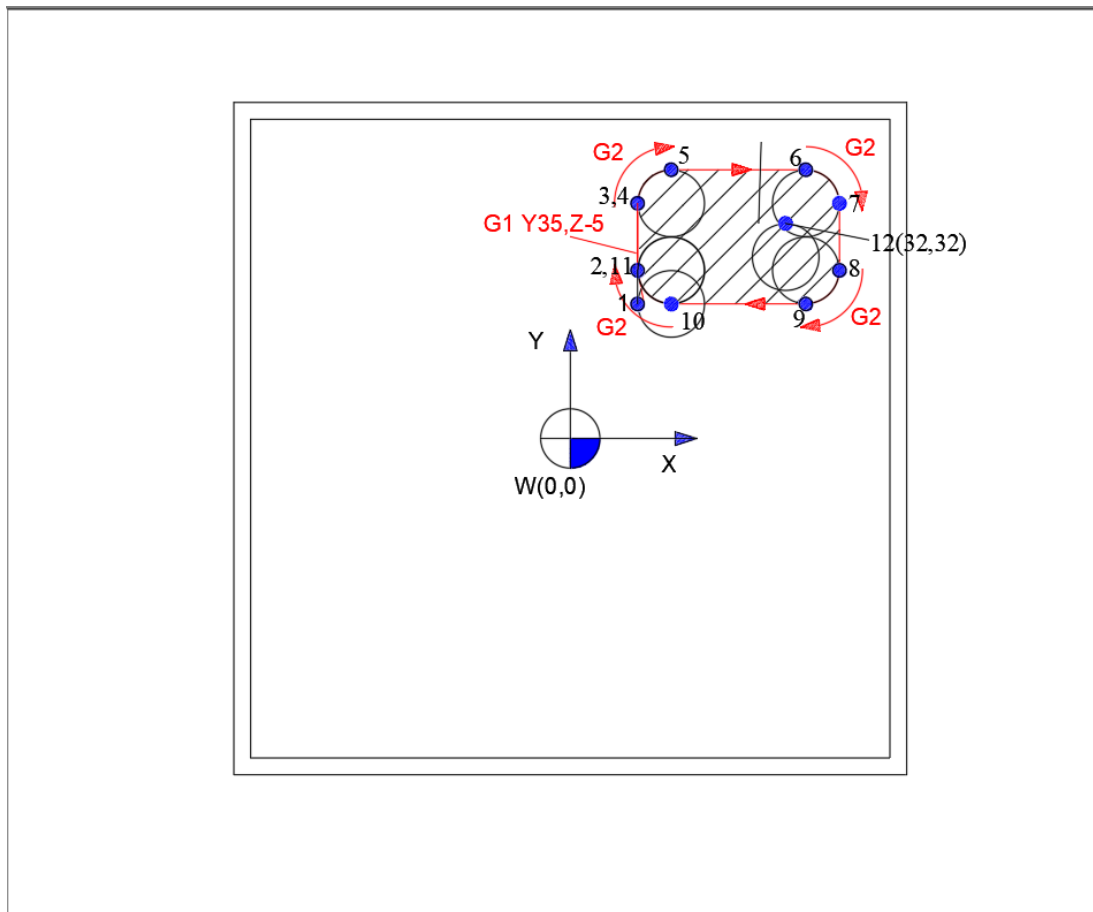 G2 5 6 G2
3,4 7
G1 Y35,Z-5
12(32,32)
2,11 8
1 G2 10 9 G2
Y
X
W(0,0)